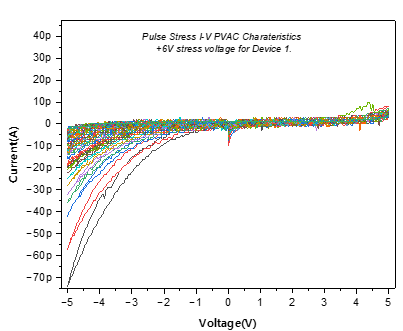 Pulse Stress I-V PVAC Charateristics
+6V stress voltage for Device 1.
40p
30p
20p
10p
0
−10p
−20p
−30p
−40p
−50p
−60p
−70p
Current(A)
−5 −4 −3 −2 −1 0 1 2 3 4 5
Voltage(V)